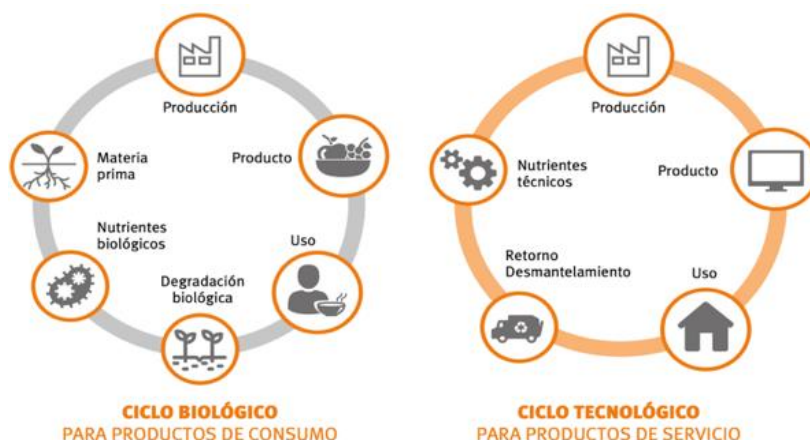 Producción
Producto
Uso
Degradación
biológica
Nutrientes
biológicos
Materia
prima
CICLO BIOLÓGICO
PARA PRODUCTOS DE CONSUMO
Producción
Producto
Uso
Retorno
Desmantelamiento
Nutrientes
técnicos
CICLO TECNOLÓGICO
PARA PRODUCTOS DE SERVICIO